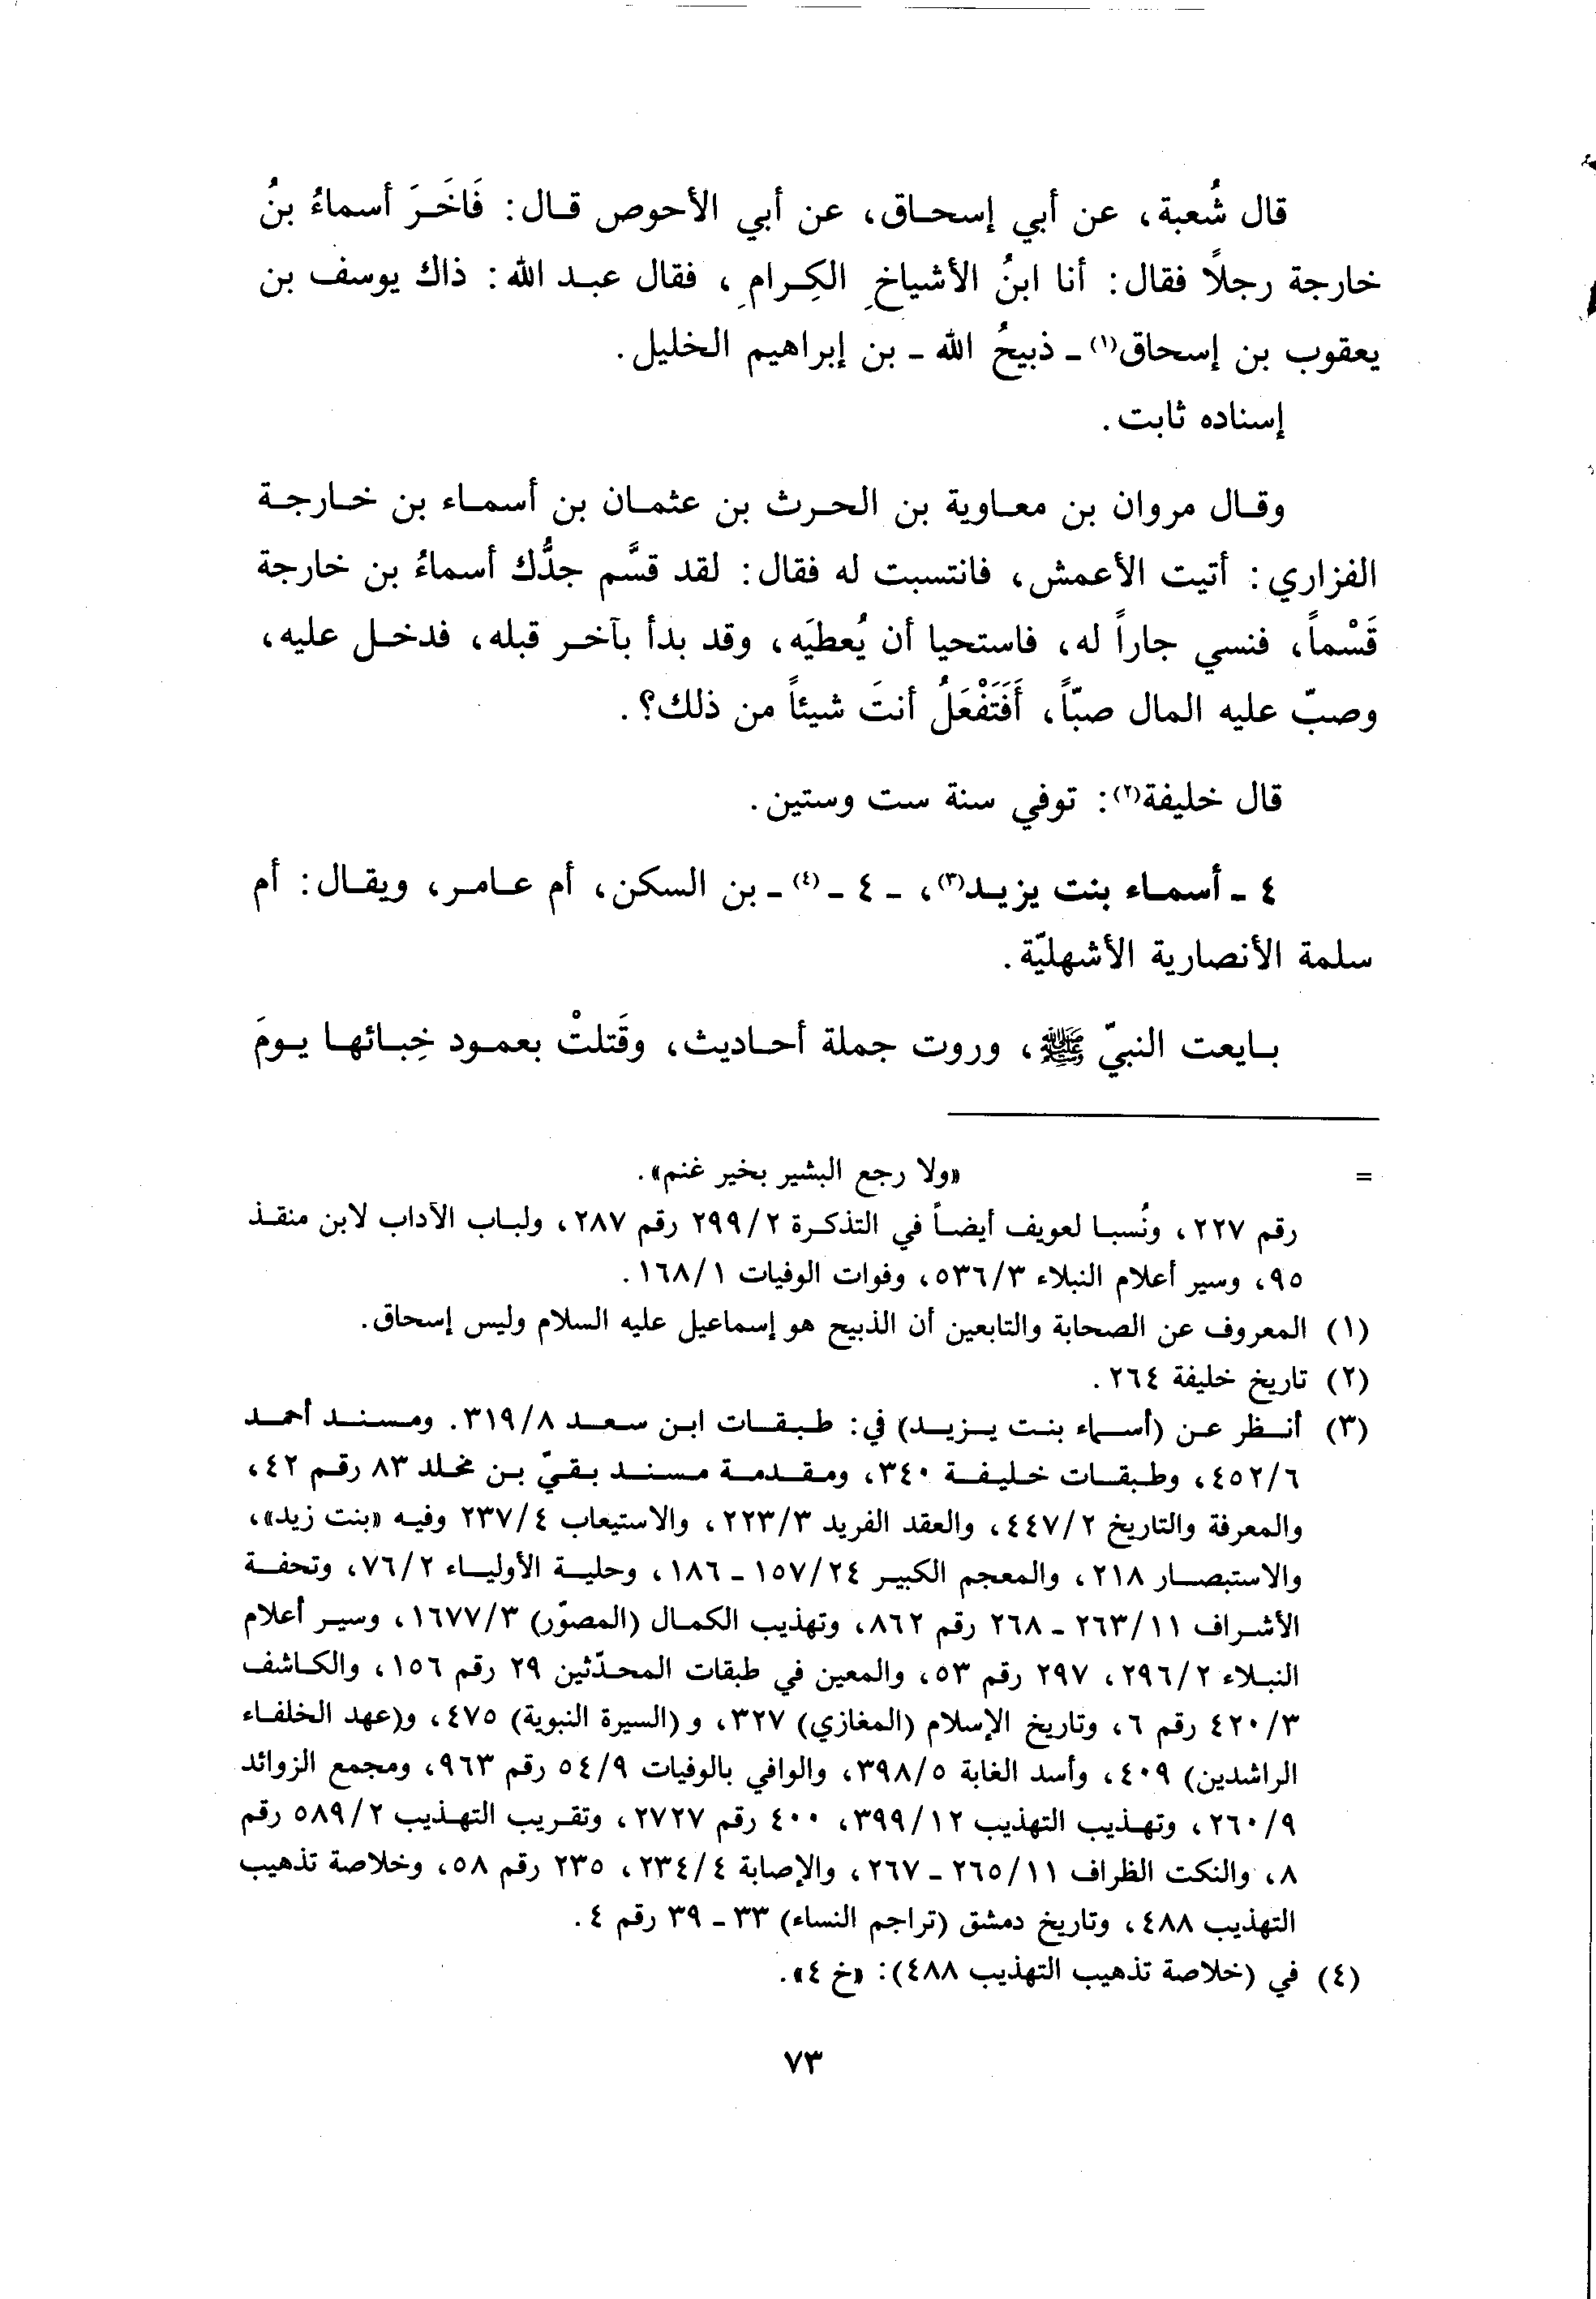 قال شُعبة، عن أبي إسحاق، عن أبي الأحوص قال: فَاخَرَ أسماءُ بنُ
خارجة رجلاً فقال: أنا ابنُ الأشياخِ الكِرامِ، فقال عبد الله: ذاك يوسف بن
يعقوب بن إسحاق(١) - ذبيحُ الله - بن إبراهيم الخليل.
إسناده ثابت.
وقال مروان بن معاوية بن الحرث بن عثمان بن أسماء بن خارجة
الفزاري: أتيت الأعمش، فانتسبت له فقال: لقد قسَّم جدُّك أسماءُ بن خارجة
قَسْماً، فنسي جاراً له، فاستحيا أن يُعطيَه، وقد بدأ بآخر قبله، فدخل عليه،
وصبّ عليه المال صبّاً، أَفَتَفْعَلُ أنتَ شيئاً من ذلك؟.
قال خليفة(٢): توفي سنة ست وستين.
٤ - أسماء بنت يزيد(٣)، - ٤ -(٤) - بن السكن، أم عامر، ويقال: أم
سلمة الأنصارية الأشهليّة.
بايعت النبيّ ﷺ، وروت جملة أحاديث، وقَتلتْ بعمود خِبائها يومَ
= «ولا رجع البشير بخير غنم».
رقم ٢٢٧، ونُسبا لعويف أيضاً في التذكرة ٢٩٩/٢ رقم ٢٨٧، ولباب الآداب لابن منقذ
٩٥، وسير أعلام النبلاء ٥٣٦/٣، وفوات الوفيات ١٦٨/١.
(١) المعروف عن الصحابة والتابعين أن الذبيح هو إسماعيل عليه السلام وليس إسحاق.
(٢) تاريخ خليفة ٢٦٤.
(٣) أنظر عن (أسماء بنت يزيد) في: طبقات ابن سعد ٣١٩/٨. ومسند أحمد
٤٥٢/٦، وطبقات خليفة ٣٤٠، ومقدمة مسند بقيّ بن مخلد ٨٣ رقم ٤٢،
والمعرفة والتاريخ ٤٤٧/٢، والعقد الفريد ٢٢٣/٣، والاستيعاب ٢٣٧/٤ وفيه «بنت زيد»،
والاستبصار ٢١٨، والمعجم الكبير ١٥٧/٢٤ - ١٨٦، وحلية الأولياء ٧٦/٢، وتحفة
الأشراف ٢٦٣/١١ - ٢٦٨ رقم ٨٦٢، وتهذيب الكمال (المصوّر) ١٦٧٧/٣، وسير أعلام
النبلاء ٢٩٦/٢، ٢٩٧ رقم ٥٣، والمعين في طبقات المحدّثين ٢٩ رقم ١٥٦، والكاشف
٤٢٠/٣ رقم ٦، وتاريخ الإسلام (المغازي) ٣٢٧، و(السيرة النبوية) ٤٧٥، و(عهد الخلفاء
الراشدين) ٤٠٩، وأسد الغابة ٣٩٨/٥، والوافي بالوفيات ٥٤/٩ رقم ٩٦٣، ومجمع الزوائد
٢٦٠/٩، وتهذيب التهذيب ٣٩٩/١٢، ٤٠٠ رقم ٢٧٢٧، وتقريب التهذيب ٥٨٩/٢ رقم
٨، والنكت الظراف ٢٦٥/١١ - ٢٦٧، والإصابة ٢٣٤/٤، ٢٣٥ رقم ٥٨، وخلاصة تذهيب
التهذيب ٤٨٨، وتاريخ دمشق (تراجم النساء) ٣٣ - ٣٩ رقم ٤.
(٤) في (خلاصة تذهيب التهذيب ٤٨٨): «خ ٤».
٧٣